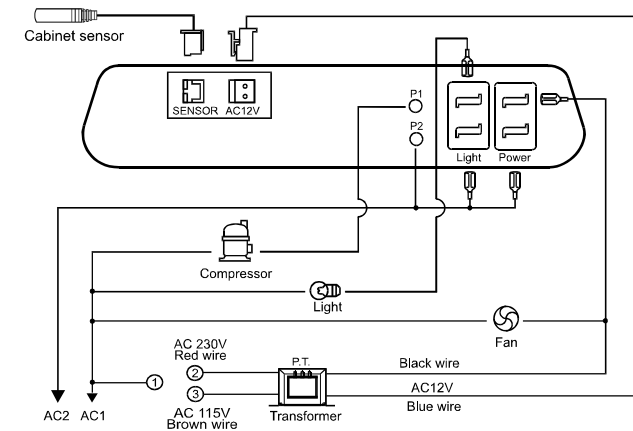 Cabinet sensor
SENSOR AC12V
P1
P2
Light Power
Compressor
Light
Fan
AC 230V
Red wire
P.T.
Black wire
1
2
3
AC12V
Blue wire
AC2 AC1
AC 115V
Brown wire
Transformer